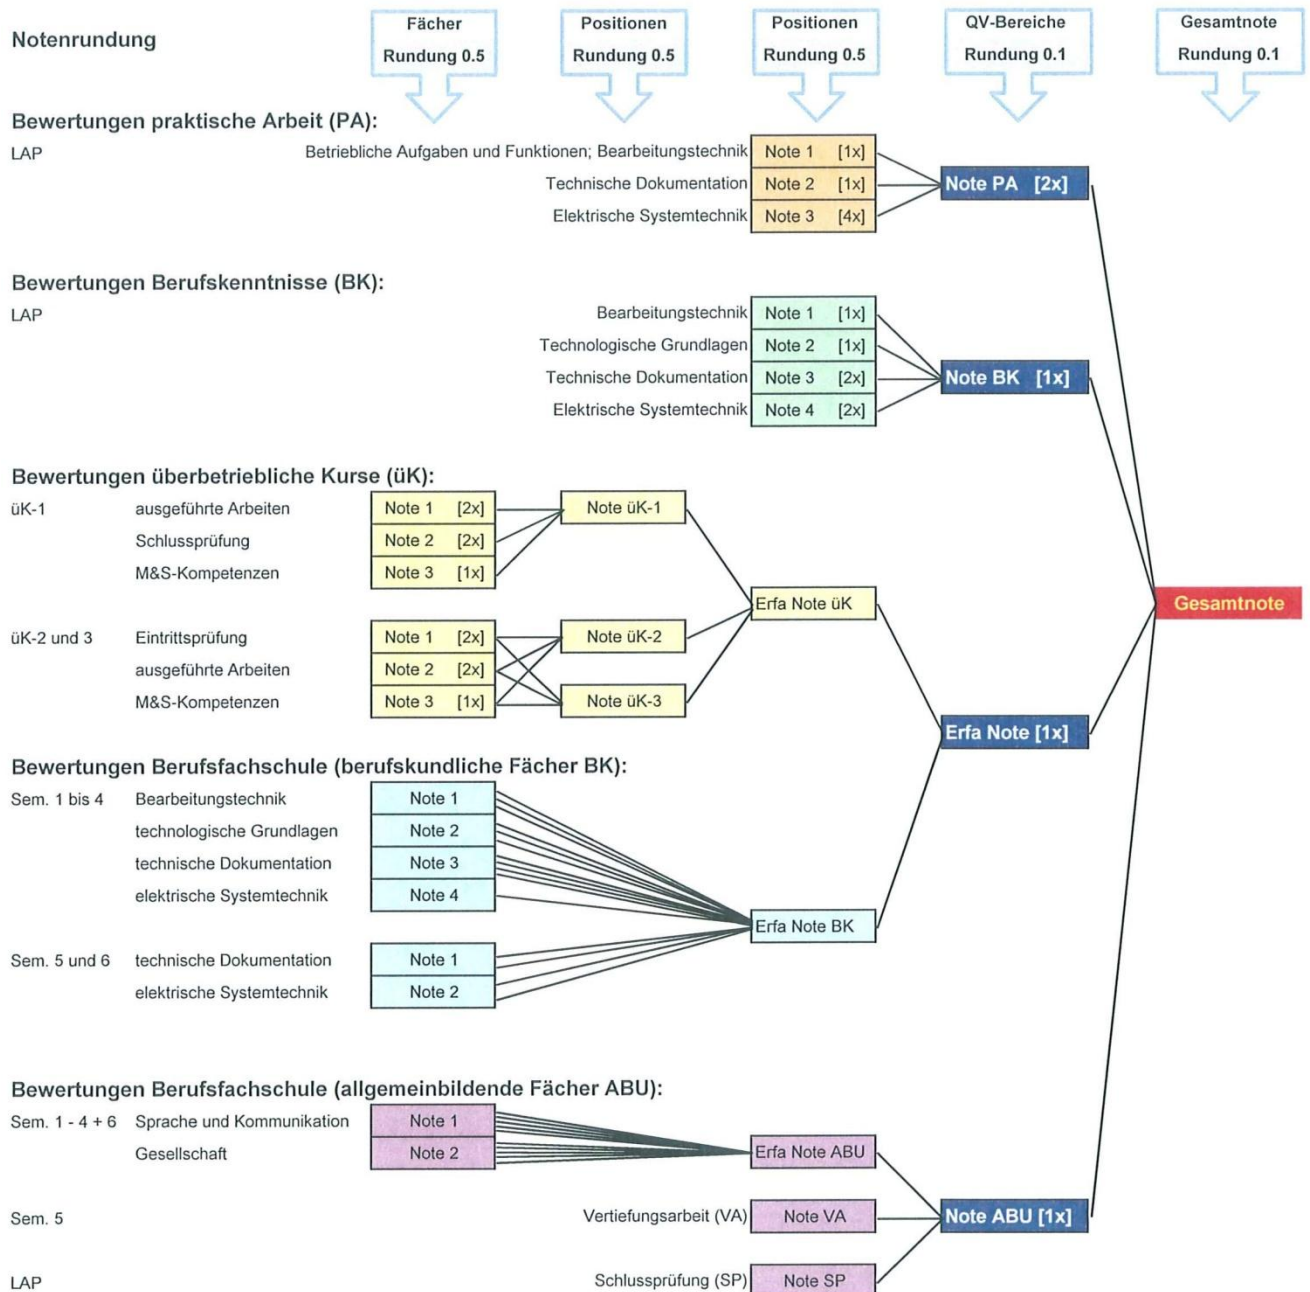 Notenrundung
Fächer
Rundung 0.5
Positionen
Rundung 0.5
Positionen
Rundung 0.5
QV-Bereiche
Rundung 0.1
Gesamtnote
Rundung 0.1
Bewertungen praktische Arbeit (PA):
LAP Betriebliche Aufgaben und Funktionen; Bearbeitungstechnik Note 1 [1x]
Technische Dokumentation Note 2 [1x] Note PA [2x]
Elektrische Systemtechnik Note 3 [4x]
Bewertungen Berufskenntnisse (BK):
LAP Bearbeitungstechnik Note 1 [1x]
Technologische Grundlagen Note 2 [1x]
Technische Dokumentation Note 3 [2x] Note BK [1x]
Elektrische Systemtechnik Note 4 [2x]
Bewertungen überbetriebliche Kurse (üK):
üK-1 ausgeführte Arbeiten Note 1 [2x] Note üK-1
Schlussprüfung Note 2 [2x]
M&S-Kompetenzen Note 3 [1x]
Erfa Note üK Gesamtnote
üK-2 und 3 Eintrittsprüfung Note 1 [2x] Note üK-2
ausgeführte Arbeiten Note 2 [2x]
M&S-Kompetenzen Note 3 [1x] Note üK-3
Erfa Note [1x]
Bewertungen Berufsfachschule (berufskundliche Fächer BK):
Sem. 1 bis 4 Bearbeitungstechnik Note 1
technologische Grundlagen Note 2
technische Dokumentation Note 3
elektrische Systemtechnik Note 4
Erfa Note BK
Sem. 5 und 6 technische Dokumentation Note 1
elektrische Systemtechnik Note 2
Bewertungen Berufsfachschule (allgemeinbildende Fächer ABU):
Sem. 1 - 4 + 6 Sprache und Kommunikation Note 1
Gesellschaft Note 2 Erfa Note ABU
Sem. 5 Vertiefungsarbeit (VA) Note VA Note ABU [1x]
LAP Schlussprüfung (SP) Note SP